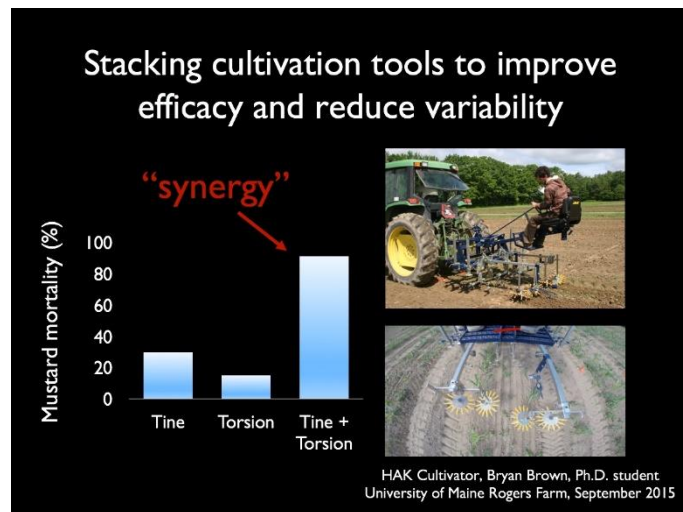 Stacking cultivation tools to improve
efficacy and reduce variability
“synergy”
Mustard mortality (%)
100
80
60
40
20
0
Tine
Torsion
Tine +
Torsion
HAK Cultivator, Bryan Brown, Ph.D. student
University of Maine Rogers Farm, September 2015